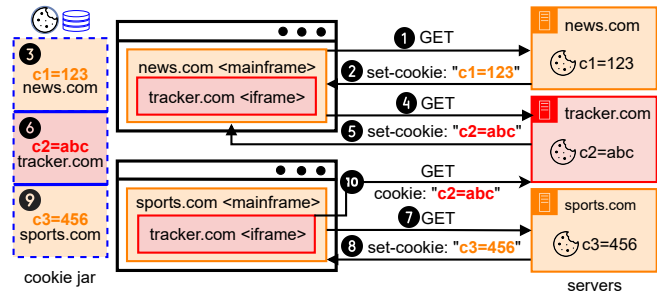 3
c1=123
news.com
6
c2=abc
tracker.com
9
c3=456
sports.com
cookie jar
news.com <mainframe>
tracker.com <iframe>
sports.com <mainframe>
tracker.com <iframe>
1 GET
2 set-cookie: "c1=123"
4 GET
5 set-cookie: "c2=abc"
10 GET
cookie: "c2=abc"
7 GET
8 set-cookie: "c3=456"
news.com
c1=123
tracker.com
c2=abc
sports.com
c3=456
servers